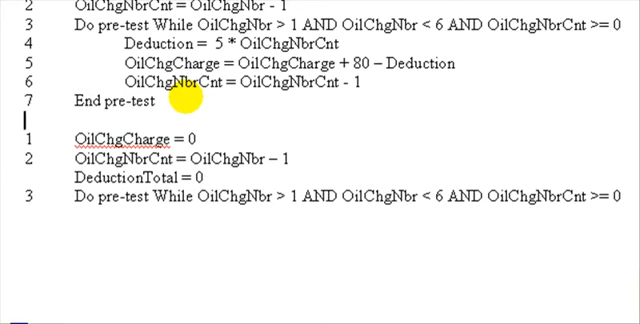 2 OilChgNbrCnt = OilChgNbr - 1
3 Do pre-test While OilChgNbr > 1 AND OilChgNbr < 6 AND OilChgNbrCnt >= 0
4 Deduction = 5 * OilChgNbrCnt
5 OilChgCharge = OilChgCharge + 80 – Deduction
6 OilChgNbrCnt = OilChgNbrCnt - 1
7 End pre-test
1 OilChgCharge = 0
2 OilChgNbrCnt = OilChgNbr – 1
DeductionTotal = 0
3 Do pre-test While OilChgNbr > 1 AND OilChgNbr < 6 AND OilChgNbrCnt >= 0